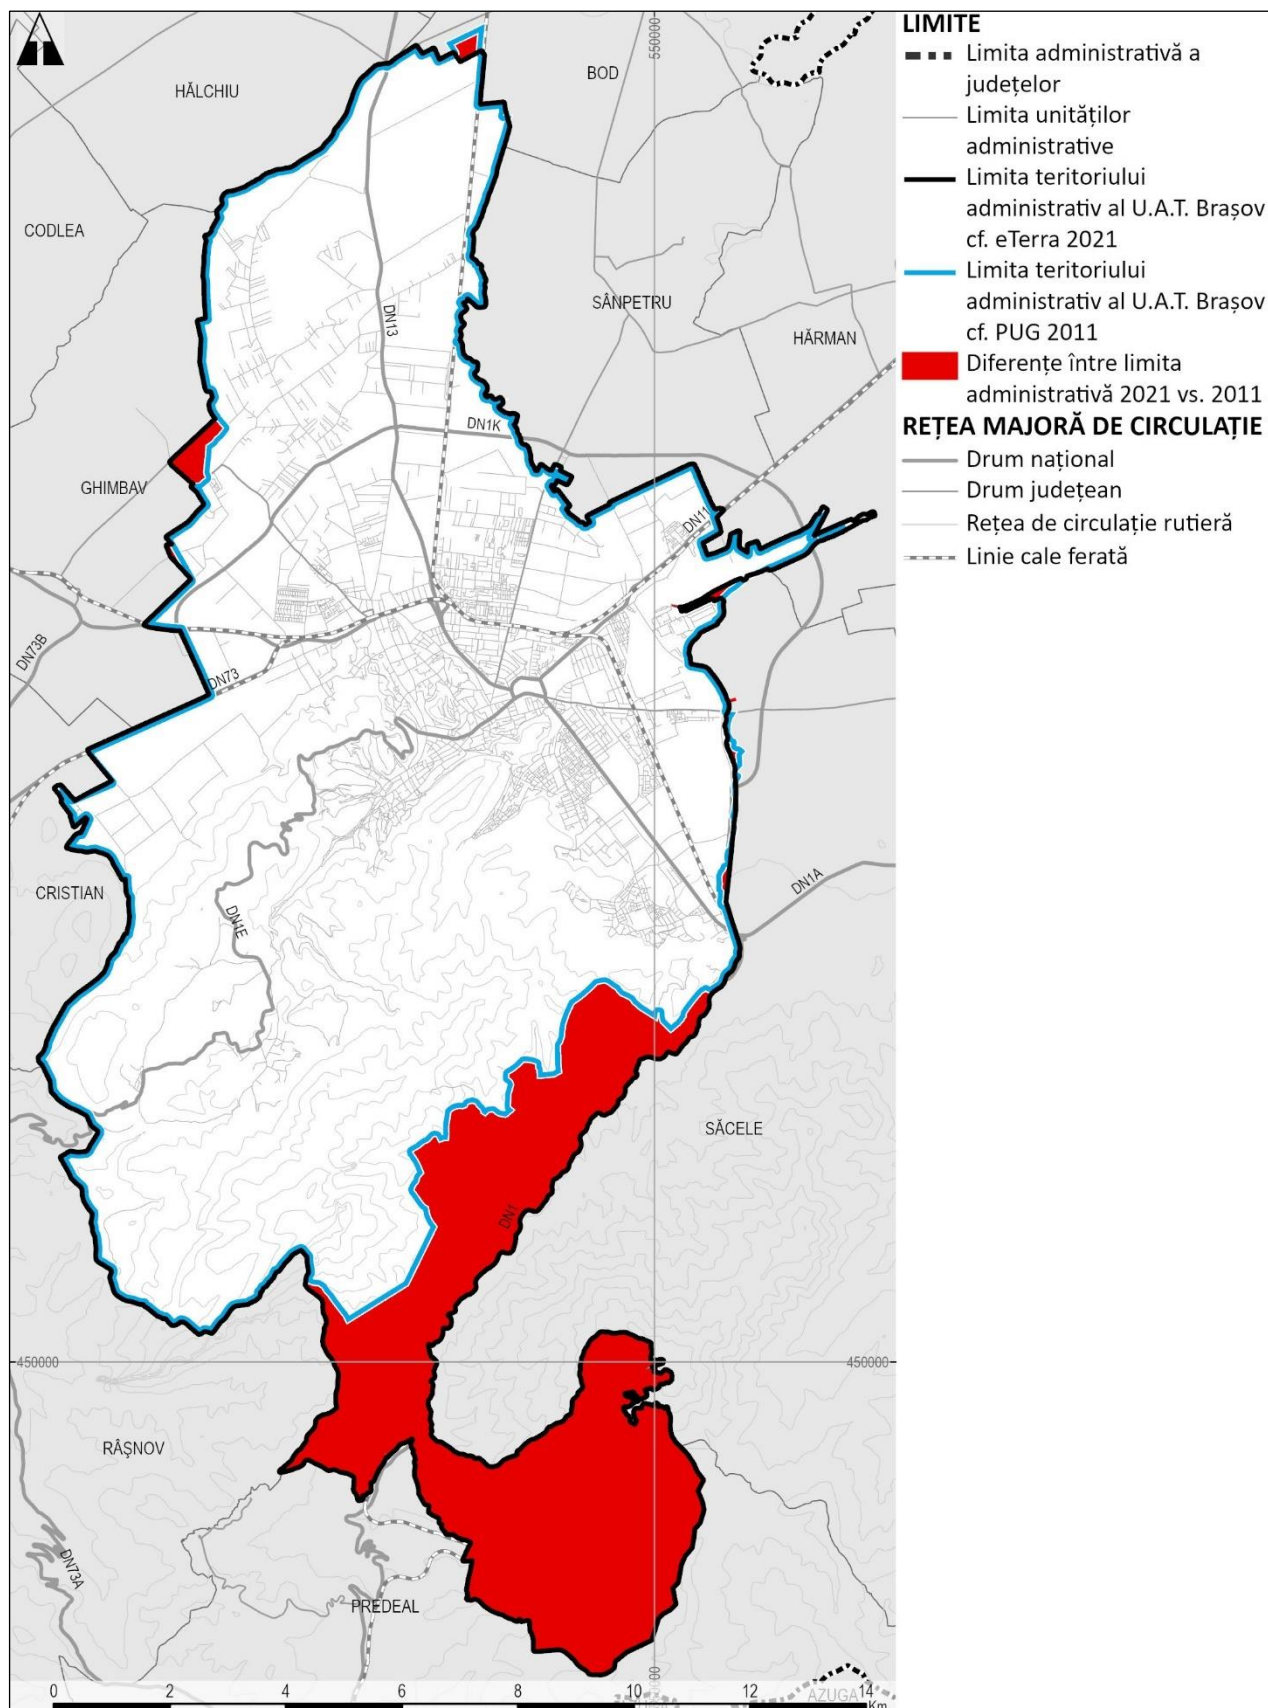 LIMITE
Limita administrativă a
județelor
Limita unităților
administrative
Limita teritoriului
administrativ al U.A.T. Brașov
cf. eTerra 2021
Limita teritoriului
administrativ al U.A.T. Brașov
cf. PUG 2011
Diferențe între limita
administrativă 2021 vs. 2011
REȚEA MAJORĂ DE CIRCULAȚIE
Drum național
Drum județean
Rețea de circulație rutieră
Linie cale ferată
550000
BOD
HĂLCHIU
CODLEA
SÂNPETRU
DN13
HĂRMAN
DN1K
GHIMBAV
DN11
DN73B
DN73
CRISTIAN
DN1A
DN1E
SĂCELE
DN1
450000
450000
RÂȘNOV
DN73A
PREDEAL
AZUGA
0 2 4 6 8 10 12 14
Km